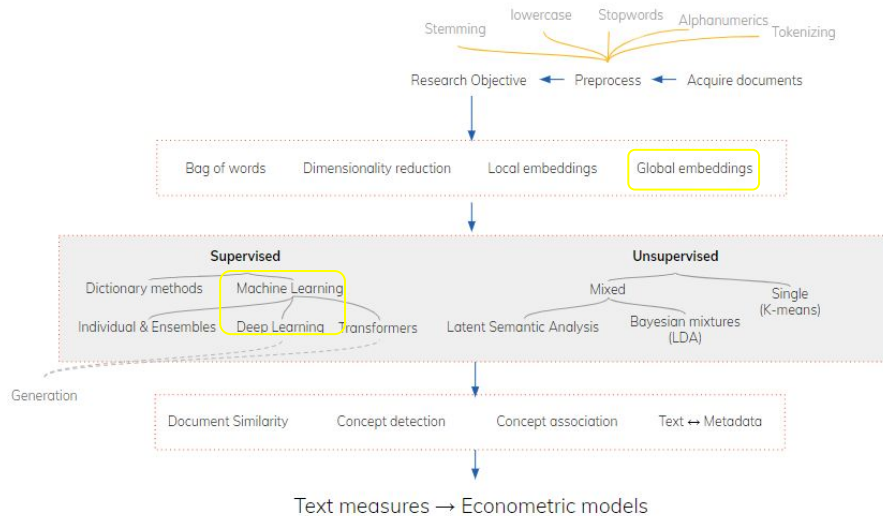 lowercase
Stopwords
Alphanumerics
Stemming
Tokenizing
Research Objective
Preprocess
Acquire documents
Bag of words
Dimensionality reduction
Local embeddings
Global embeddings
Supervised
Unsupervised
Dictionary methods
Machine Learning
Mixed
Single
(K-means)
Individual & Ensembles
Deep Learning
Transformers
Latent Semantic Analysis
Bayesian mixtures
(LDA)
Generation
Document Similarity
Concept detection
Concept association
Text ↔ Metadata
Text measures → Econometric models